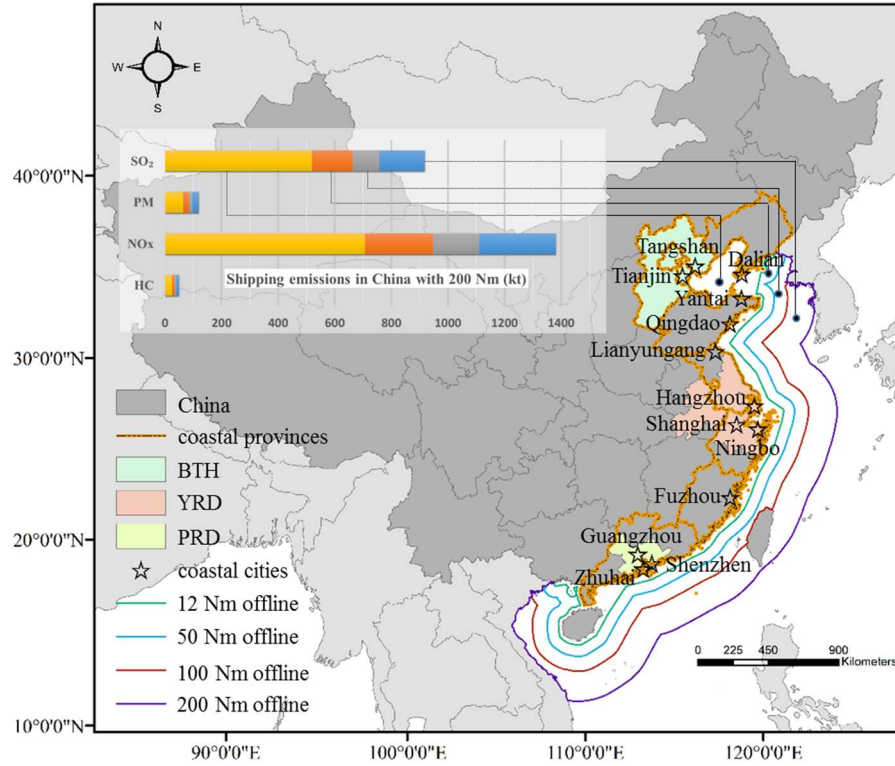 N
W E
S
SO₂
PM
NOx
HC
Shipping emissions in China with 200 Nm (kt)
0 200 400 600 800 1000 1200 1400
40°0'0"N
30°0'0"N
20°0'0"N
10°0'0"N
Tangshan
Dalian
Tianjin
Yantai
Qingdao
Lianyungang
Hangzhou
Shanghai
Ningbo
Fuzhou
Guangzhou
Shenzhen
Zhuhai
China
coastal provinces
BTH
YRD
PRD
coastal cities
12 Nm offline
50 Nm offline
100 Nm offline
200 Nm offline
0 225 450 900
Kilometers
90°0'0"E 100°0'0"E 110°0'0"E 120°0'0"E